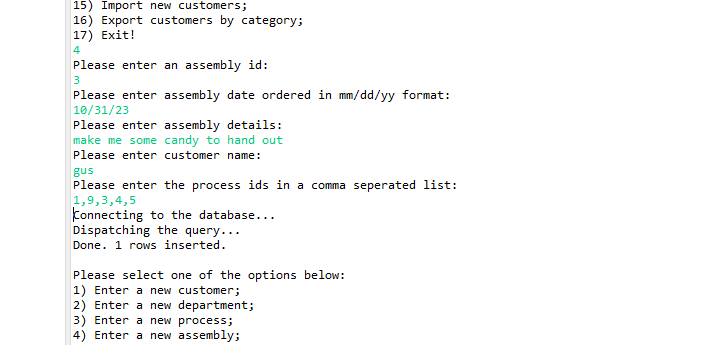 15) Import new customers;
16) Export customers by category;
17) Exit!
4
Please enter an assembly id:
3
Please enter assembly date ordered in mm/dd/yy format:
10/31/23
Please enter assembly details:
make me some candy to hand out
Please enter customer name:
gus
Please enter the process ids in a comma seperated list:
1,9,3,4,5
Connecting to the database...
Dispatching the query...
Done. 1 rows inserted.
Please select one of the options below:
1) Enter a new customer;
2) Enter a new department;
3) Enter a new process;
4) Enter a new assembly;